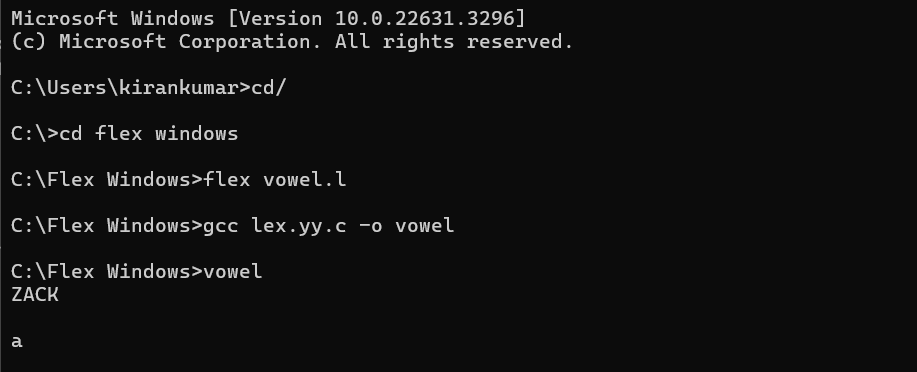 Microsoft Windows [Version 10.0.22631.3296]
(c) Microsoft Corporation. All rights reserved.
C:\Users\kirankumar>cd/
C:\>cd flex windows
C:\Flex Windows>flex vowel.l
C:\Flex Windows>gcc lex.yy.c -o vowel
C:\Flex Windows>vowel
ZACK
a